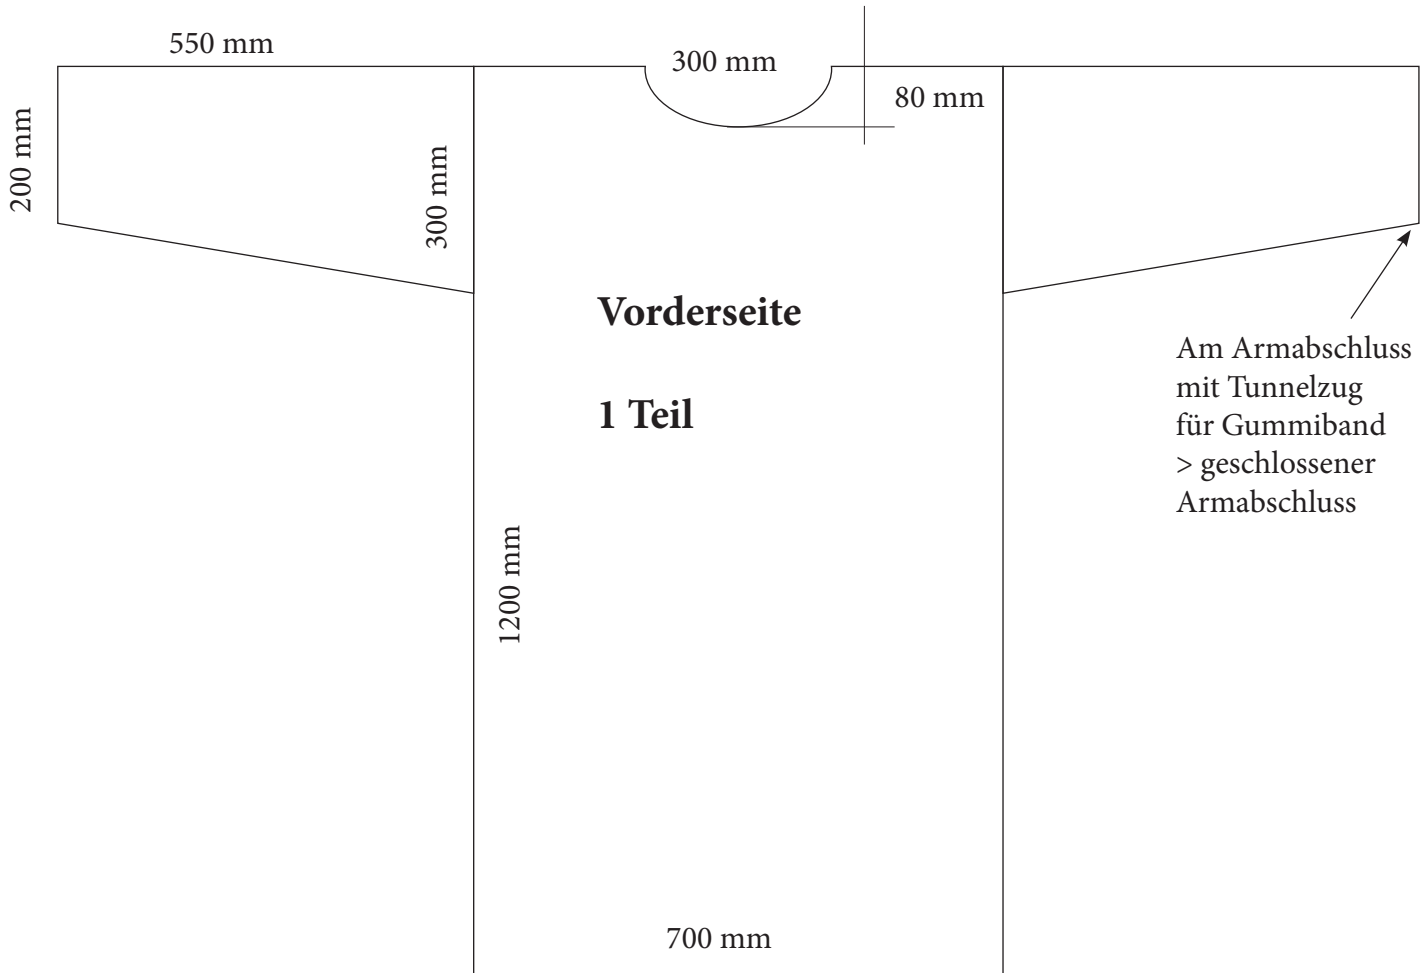 550 mm
300 mm
80 mm
200 mm
300 mm
Vorderseite
1 Teil
Am Armabschluss
mit Tunnelzug
für Gummiband
> geschlossener
Armabschluss
1200 mm
700 mm